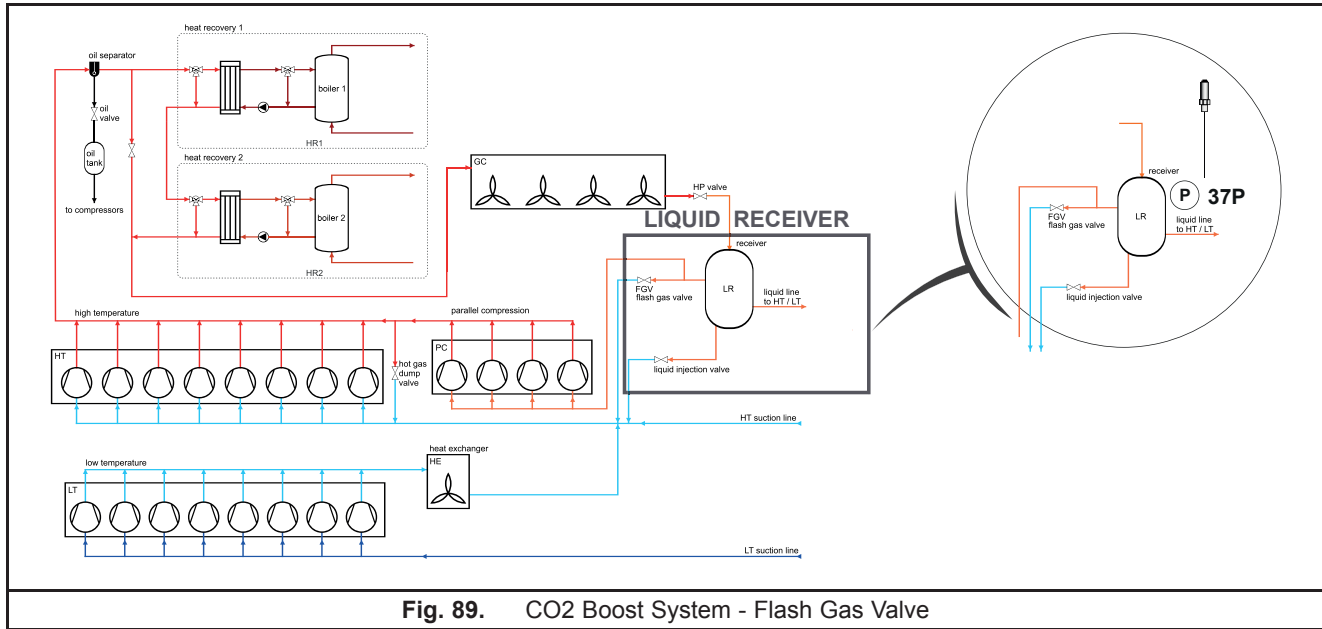 heat recovery 1
oil separator
oil
valve
oil
tank
to compressors
boiler 1
HR1
heat recovery 2
boiler 2
HR2
GC
HP valve
LIQUID RECEIVER
receiver
LR
FGV
flash gas valve
liquid line
to HT / LT
liquid injection valve
receiver
P 37P
LR
FGV
flash gas valve
liquid line
to HT / LT
liquid injection valve
high temperature
parallel compression
HT
hot gas
dump
valve
PC
HT suction line
heat exchanger
HE
low temperature
LT
LT suction line
Fig. 89. CO2 Boost System - Flash Gas Valve